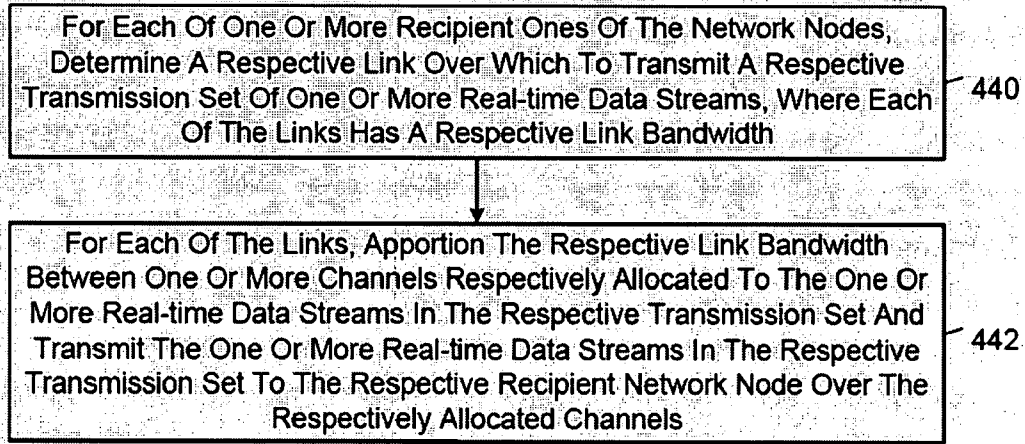 For Each Of One Or More Recipient Ones Of The Network Nodes,
Determine A Respective Link Over Which To Transmit A Respective
Transmission Set Of One Or More Real-time Data Streams, Where Each
Of The Links Has A Respective Link Bandwidth
440
For Each Of The Links, Apportion The Respective Link Bandwidth
Between One Or More Channels Respectively Allocated To The One Or
More Real-time Data Streams In The Respective Transmission Set And
Transmit The One Or More Real-time Data Streams In The Respective
Transmission Set To The Respective Recipient Network Node Over The
Respectively Allocated Channels
442